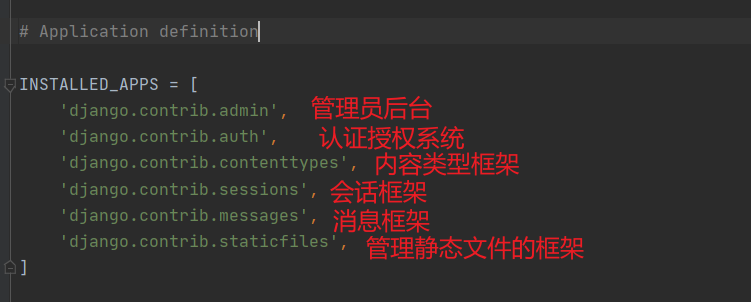 # Application definition
INSTALLED_APPS = [
'django.contrib.admin', 管理员后台
'django.contrib.auth', 认证授权系统
'django.contrib.contenttypes', 内容类型框架
'django.contrib.sessions', 会话框架
'django.contrib.messages', 消息框架
'django.contrib.staticfiles', 管理静态文件的框架
]